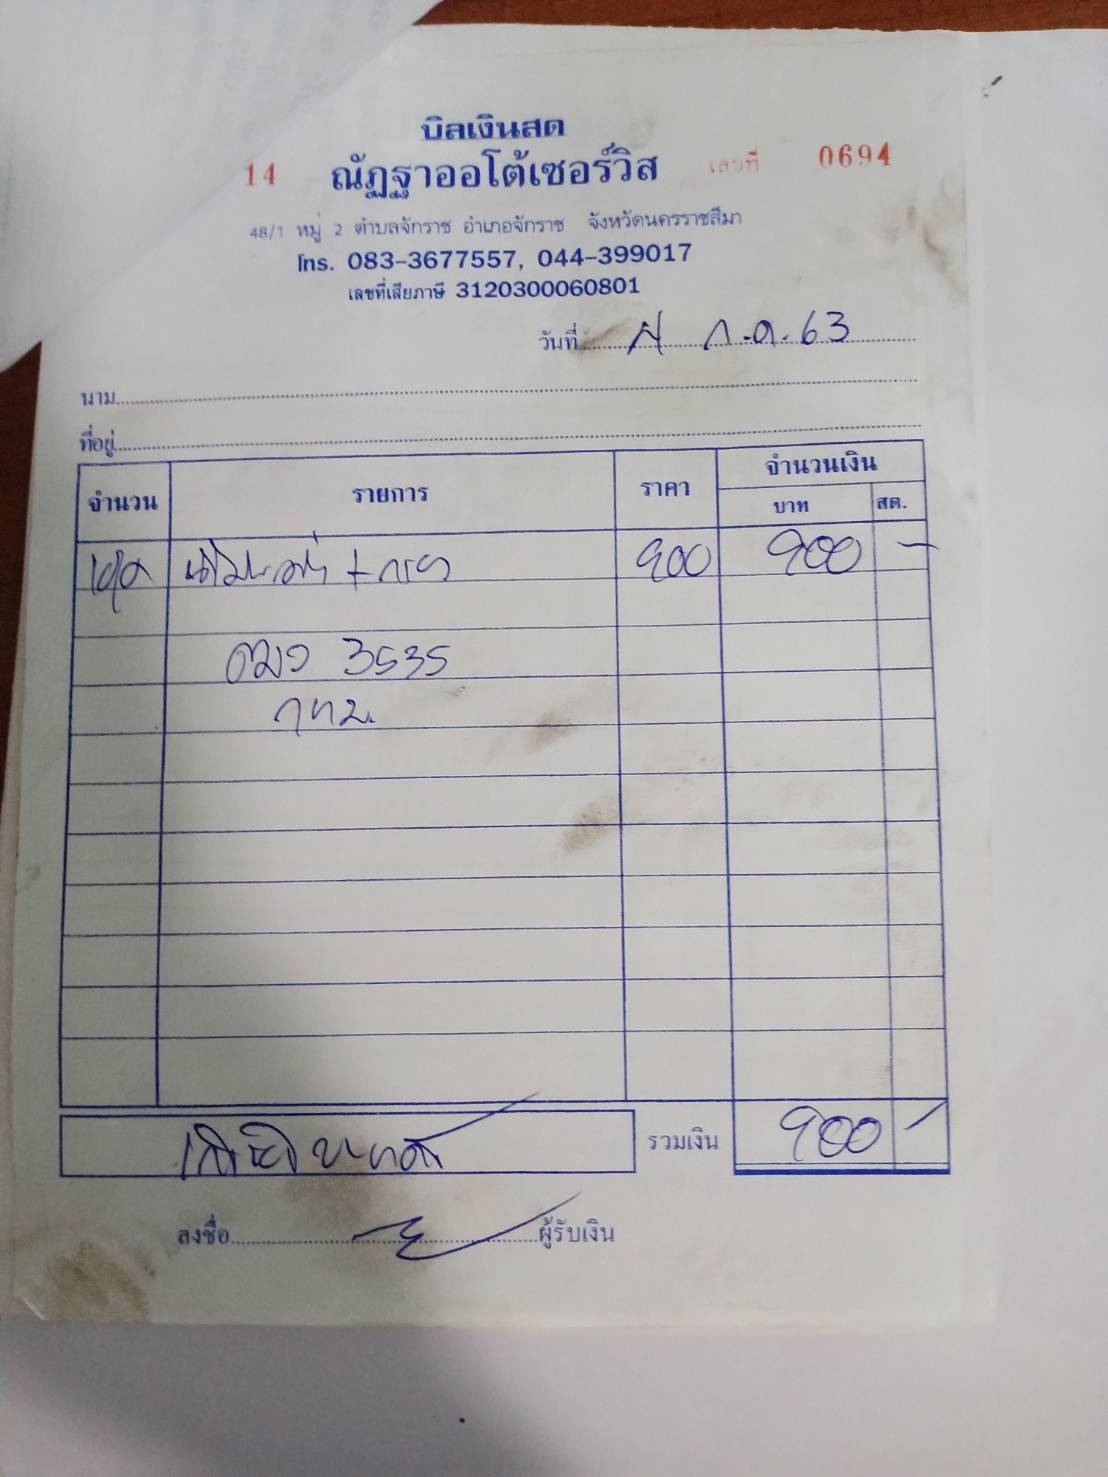 บิลเงินสด
14 ณัฏฐาออโต้เซอร์วิส เลขที่ 0694
48/1 หมู่ 2 ตำบลจักราช อำเภอจักราช จังหวัดนครราชสีมา
โทร. 083-3677557, 044-399017
เลขที่เสียภาษี 3120300060801
วันที่ ก.ค. 63
นาม
ที่อยู่
จำนวน รายการ ราคา จำนวนเงิน
บาท สต.
900 900 -
3535
กทม.
รวมเงิน 900 -
ลงชื่อ ผู้รับเงิน